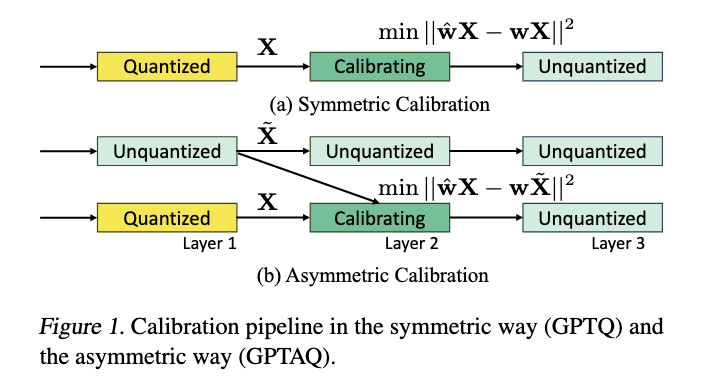 X
min ||ŵX − wX||²
Quantized
Calibrating
Unquantized
(a) Symmetric Calibration
X̃
Unquantized
Unquantized
Unquantized
X
min ||ŵX − wX̃||²
Quantized
Calibrating
Unquantized
Layer 1
Layer 2
Layer 3
(b) Asymmetric Calibration
Figure 1. Calibration pipeline in the symmetric way (GPTQ) and
the asymmetric way (GPTAQ).